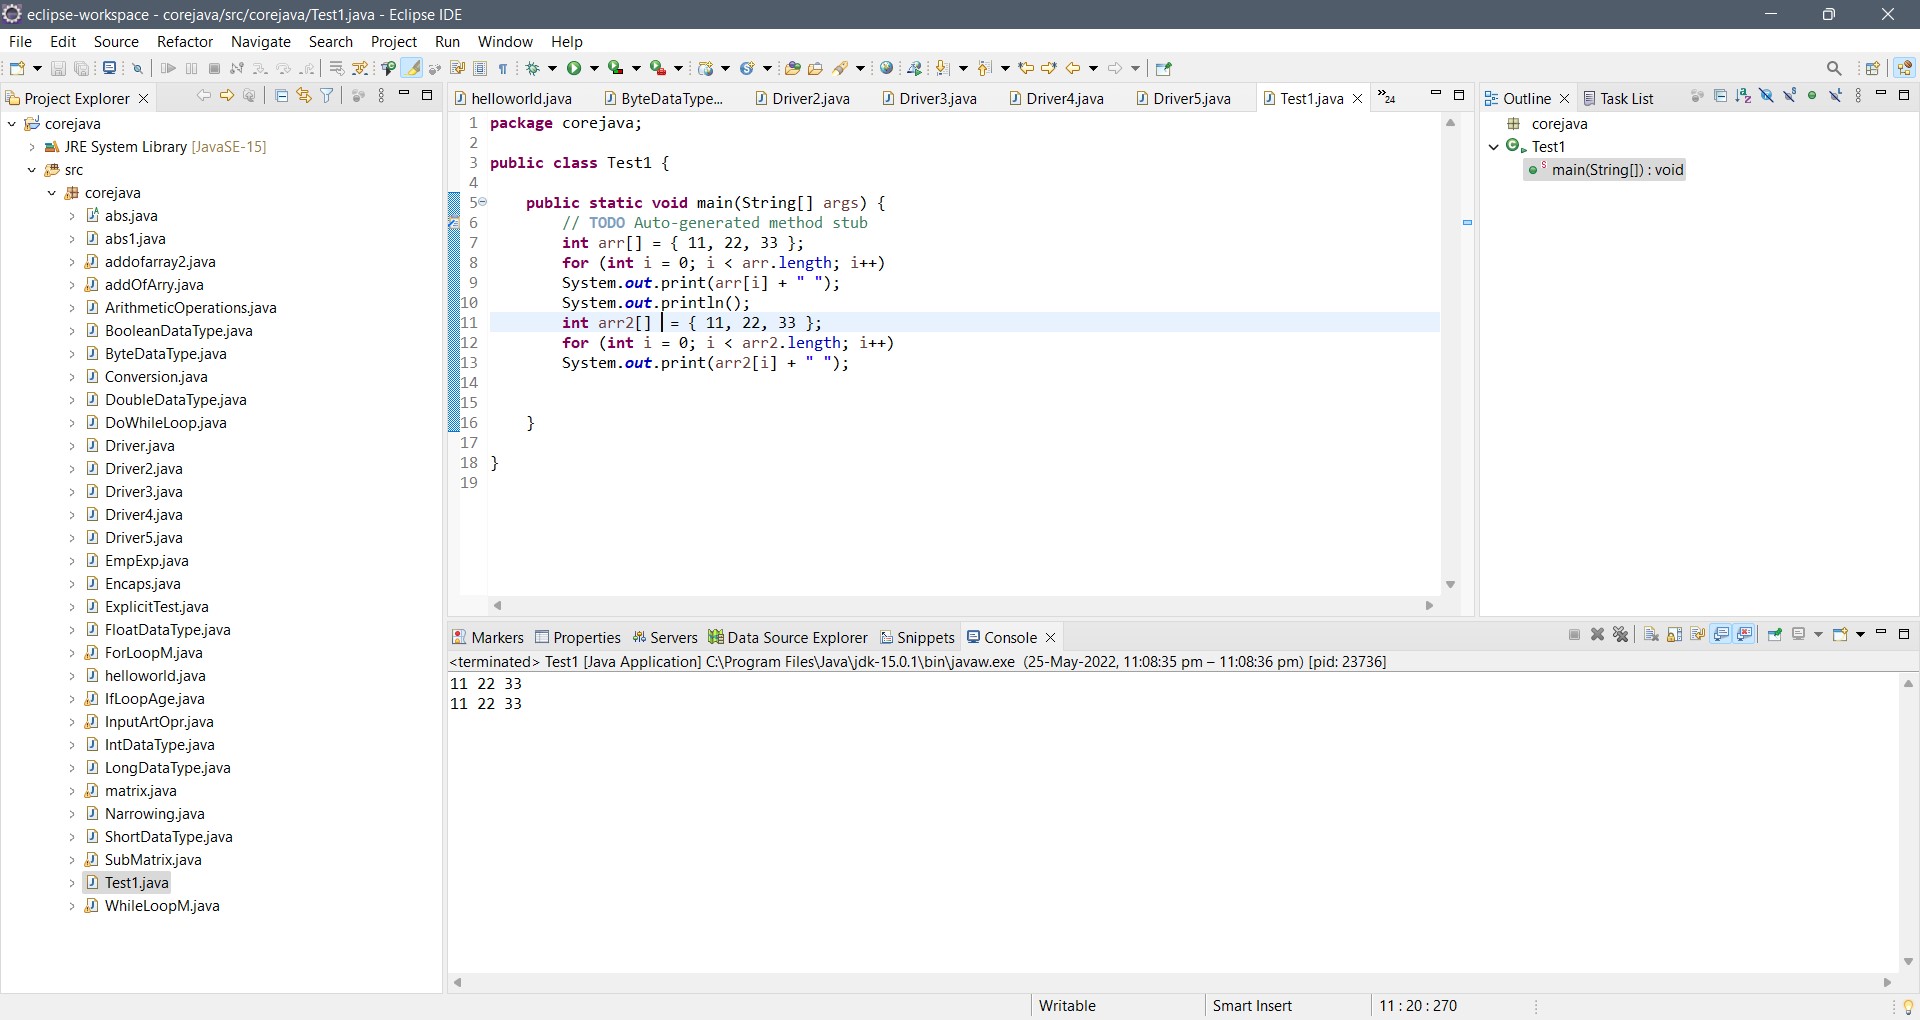 eclipse-workspace - corejava/src/corejava/Test1.java - Eclipse IDE
File Edit Source Refactor Navigate Search Project Run Window Help
Project Explorer
corejava
JRE System Library [JavaSE-15]
src
corejava
abs.java
abs1.java
addofarray2.java
addOfArry.java
ArithmeticOperations.java
BooleanDataType.java
ByteDataType.java
Conversion.java
DoubleDataType.java
DoWhileLoop.java
Driver.java
Driver2.java
Driver3.java
Driver4.java
Driver5.java
EmpExp.java
Encaps.java
ExplicitTest.java
FloatDataType.java
ForLoopM.java
helloworld.java
IfLoopAge.java
InputArtOpr.java
IntDataType.java
LongDataType.java
matrix.java
Narrowing.java
ShortDataType.java
SubMatrix.java
Test1.java
WhileLoopM.java
helloworld.java ByteDataType... Driver2.java Driver3.java Driver4.java Driver5.java Test1.java »24
1 package corejava;
2
3 public class Test1 {
4
5 public static void main(String[] args) {
6 // TODO Auto-generated method stub
7 int arr[] = { 11, 22, 33 };
8 for (int i = 0; i < arr.length; i++)
9 System.out.print(arr[i] + " ");
10 System.out.println();
11 int arr2[] = { 11, 22, 33 };
12 for (int i = 0; i < arr2.length; i++)
13 System.out.print(arr2[i] + " ");
14
15
16 }
17
18 }
19
Outline Task List
corejava
Test1
main(String[]) : void
Markers Properties Servers Data Source Explorer Snippets Console
<terminated> Test1 [Java Application] C:\Program Files\Java\jdk-15.0.1\bin\javaw.exe (25-May-2022, 11:08:35 pm – 11:08:36 pm) [pid: 23736]
11 22 33
11 22 33
Writable Smart Insert 11 : 20 : 270